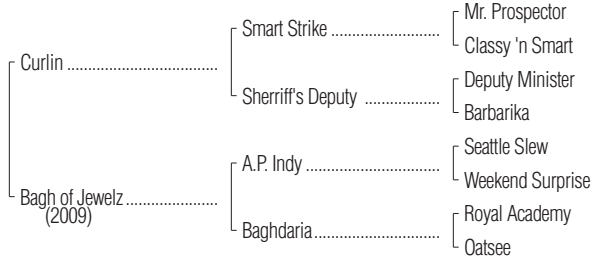 Mr. Prospector
Smart Strike
Classy 'n Smart
Curlin
Deputy Minister
Sherriff's Deputy
Barbarika
Seattle Slew
A.P. Indy
Weekend Surprise
Bagh of Jewelz
(2009)
Royal Academy
Baghdaria
Oatsee